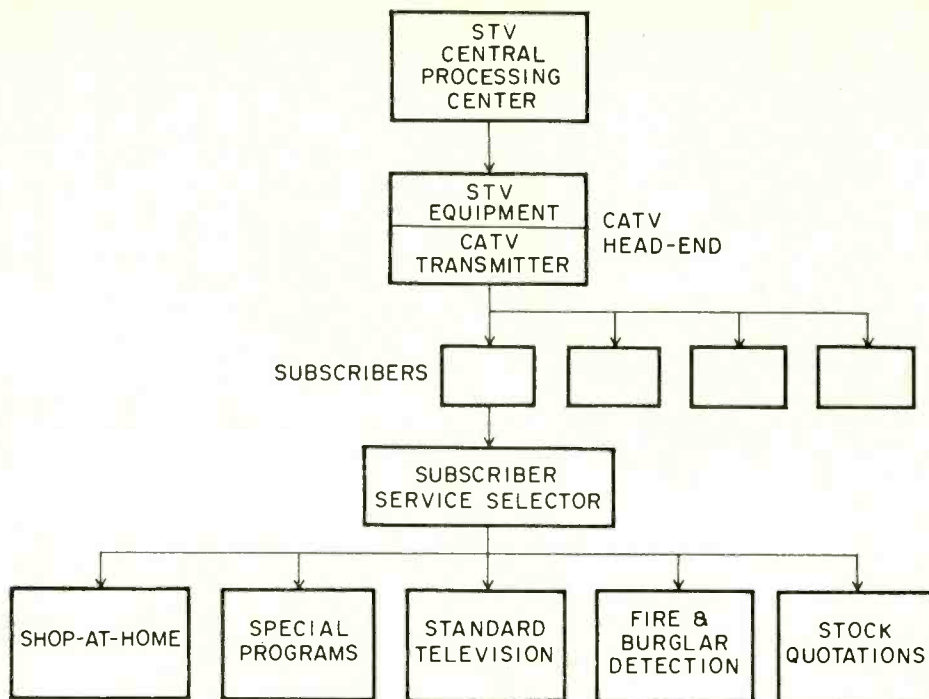 STV
CENTRAL
PROCESSING
CENTER
STV
EQUIPMENT
CATV
TRANSMITTER
CATV
HEAD-END
SUBSCRIBERS
SUBSCRIBER
SERVICE SELECTOR
SHOP-AT-HOME
SPECIAL
PROGRAMS
STANDARD
TELEVISION
FIRE &
BURGLAR
DETECTION
STOCK
QUOTATIONS